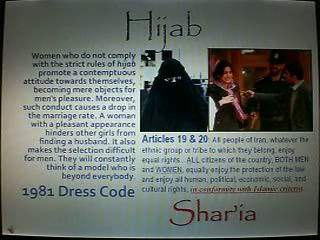 Hijab
Women who do not comply
with the strict rules of hijab
promote a contemptuous
attitude towards themselves,
becoming mere objects for
men's pleasure. Moreover,
such conduct causes a drop in
the marriage rate. A woman
with a pleasant appearance
hinders other girls from
finding a husband. It also
makes the selection difficult
for men. They will constantly
think of a model who is
beyond everybody.
1981 Dress Code
Articles 19 & 20: All people of Iran, whatever the
ethnic group or tribe to which they belong, enjoy
equal rights...ALL citizens of the country, BOTH MEN
and WOMEN, equally enjoy the protection of the law
and enjoy all human, political, economic, social, and
cultural rights, in conformity with Islamic criteria.
Shar'ia